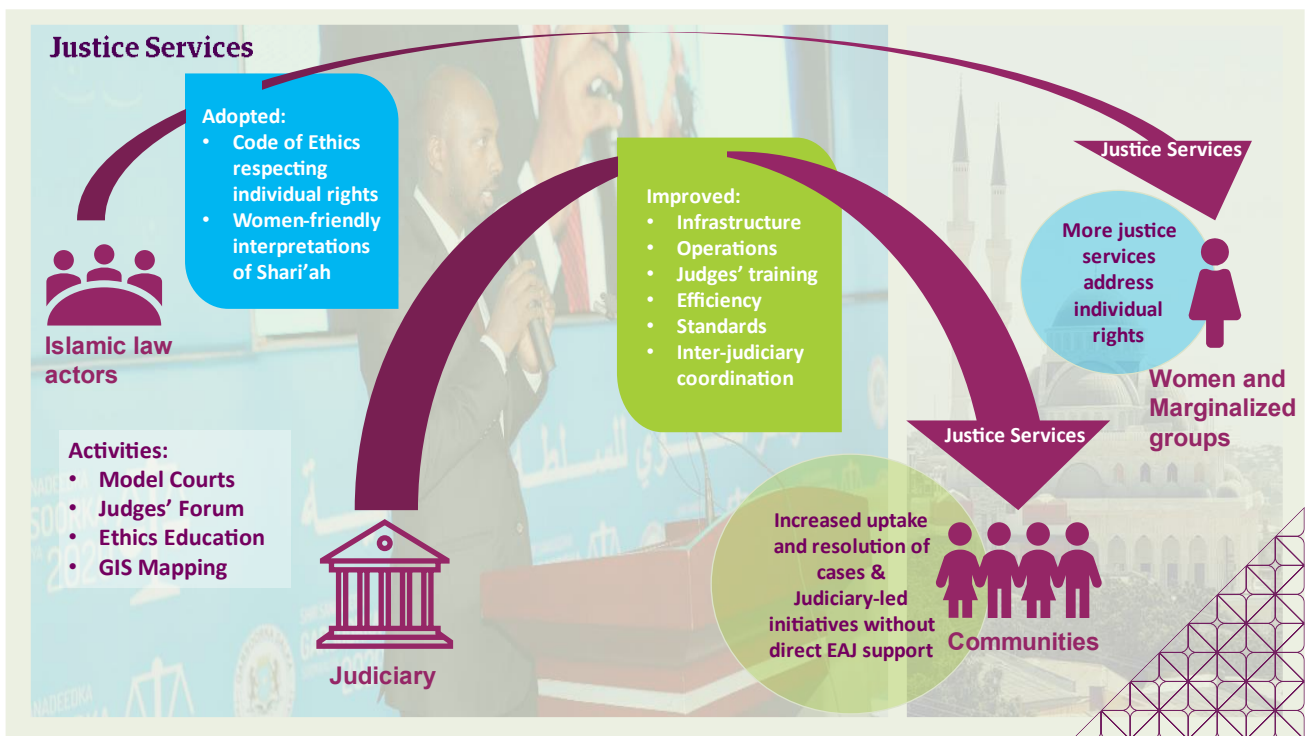 Justice Services
Adopted:
• Code of Ethics
respecting
individual rights
• Women-friendly
interpretations
of Shari'ah
Islamic law
actors
Activities:
• Model Courts
• Judges' Forum
• Ethics Education
• GIS Mapping
Judiciary
Improved:
• Infrastructure
• Operations
• Judges' training
• Efficiency
• Standards
• Inter-judiciary
coordination
Justice Services
More justice
services
address
individual
rights
Women and
Marginalized
groups
Justice Services
Increased uptake
and resolution of
cases &
Judiciary-led
initiatives without
direct EAJ support
Communities
NADEEDKA